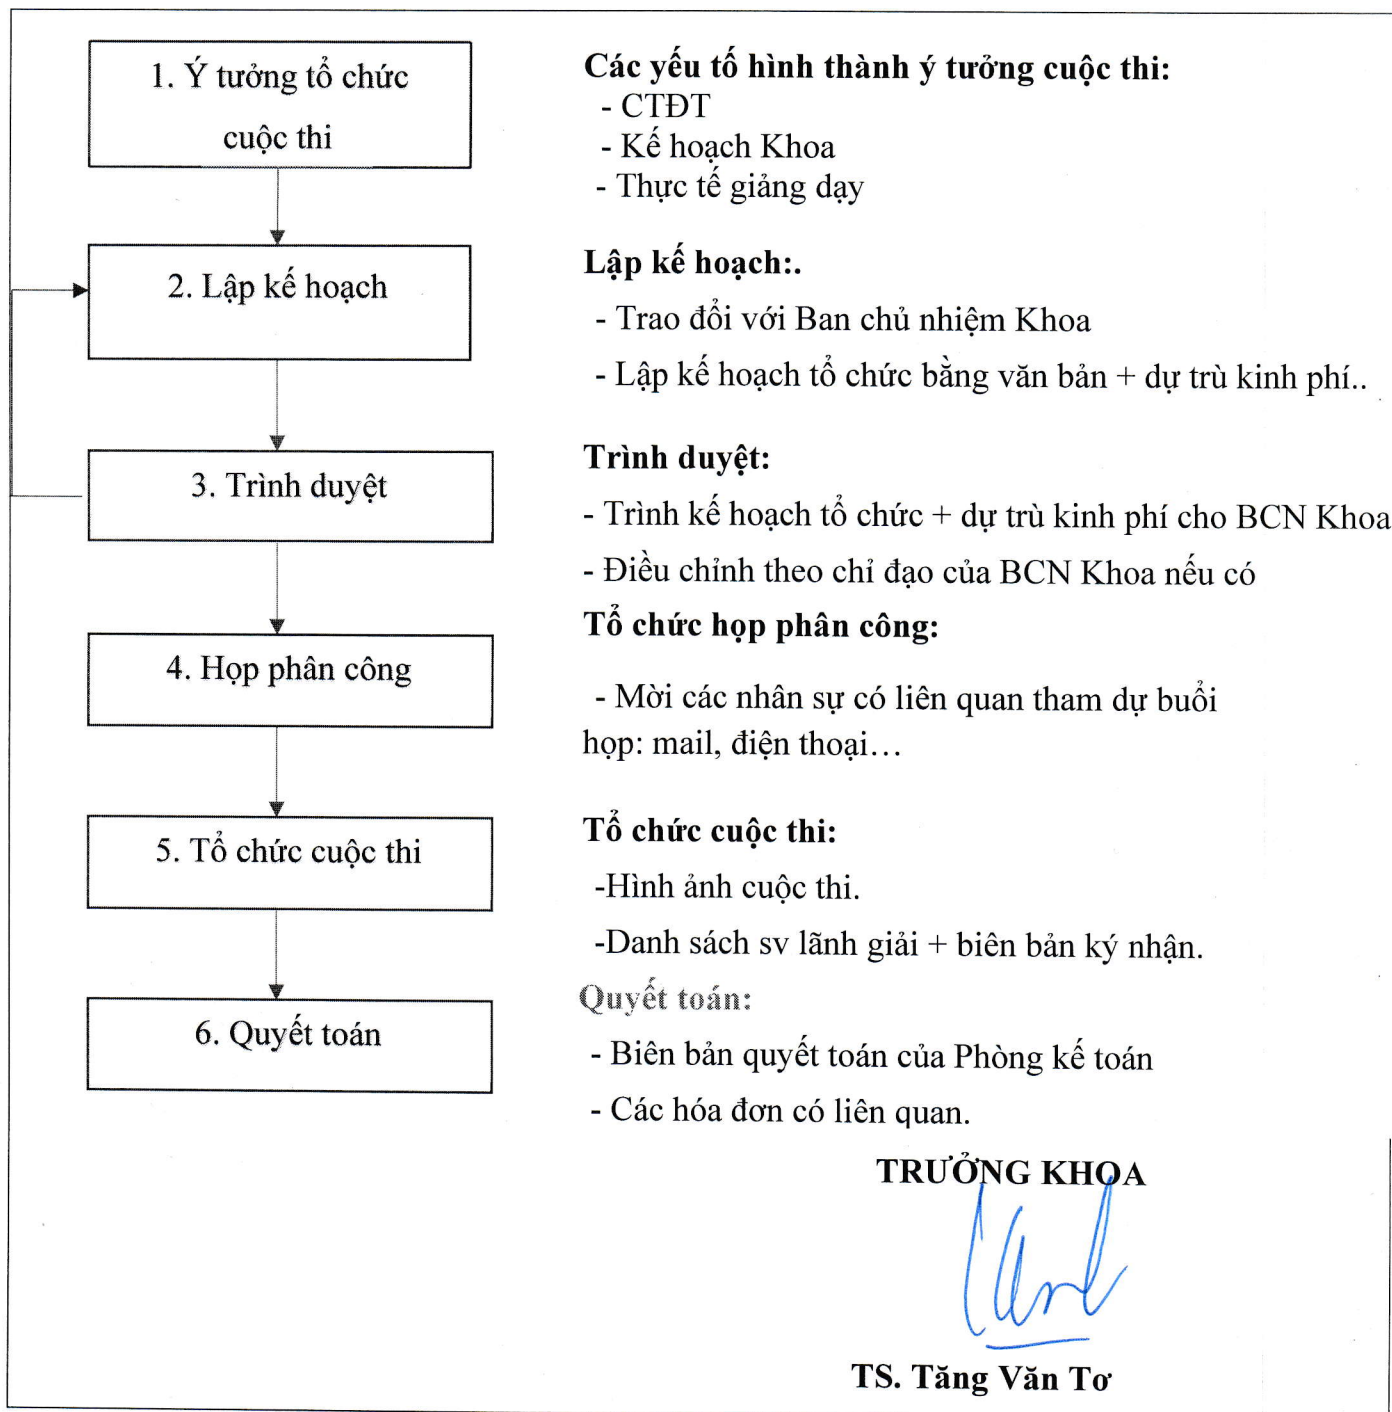 1. Ý tưởng tổ chức
cuộc thi
Các yếu tố hình thành ý tưởng cuộc thi:
- CTĐT
- Kế hoạch Khoa
- Thực tế giảng dạy
2. Lập kế hoạch
Lập kế hoạch:.
- Trao đổi với Ban chủ nhiệm Khoa
- Lập kế hoạch tổ chức bằng văn bản + dự trù kinh phí..
3. Trình duyệt
Trình duyệt:
- Trình kế hoạch tổ chức + dự trù kinh phí cho BCN Khoa
- Điều chỉnh theo chỉ đạo của BCN Khoa nếu có
4. Họp phân công
Tổ chức họp phân công:
- Mời các nhân sự có liên quan tham dự buổi
họp: mail, điện thoại…
5. Tổ chức cuộc thi
Tổ chức cuộc thi:
-Hình ảnh cuộc thi.
-Danh sách sv lãnh giải + biên bản ký nhận.
6. Quyết toán
Quyết toán:
- Biên bản quyết toán của Phòng kế toán
- Các hóa đơn có liên quan.
TRƯỞNG KHOA
TS. Tăng Văn Tơ